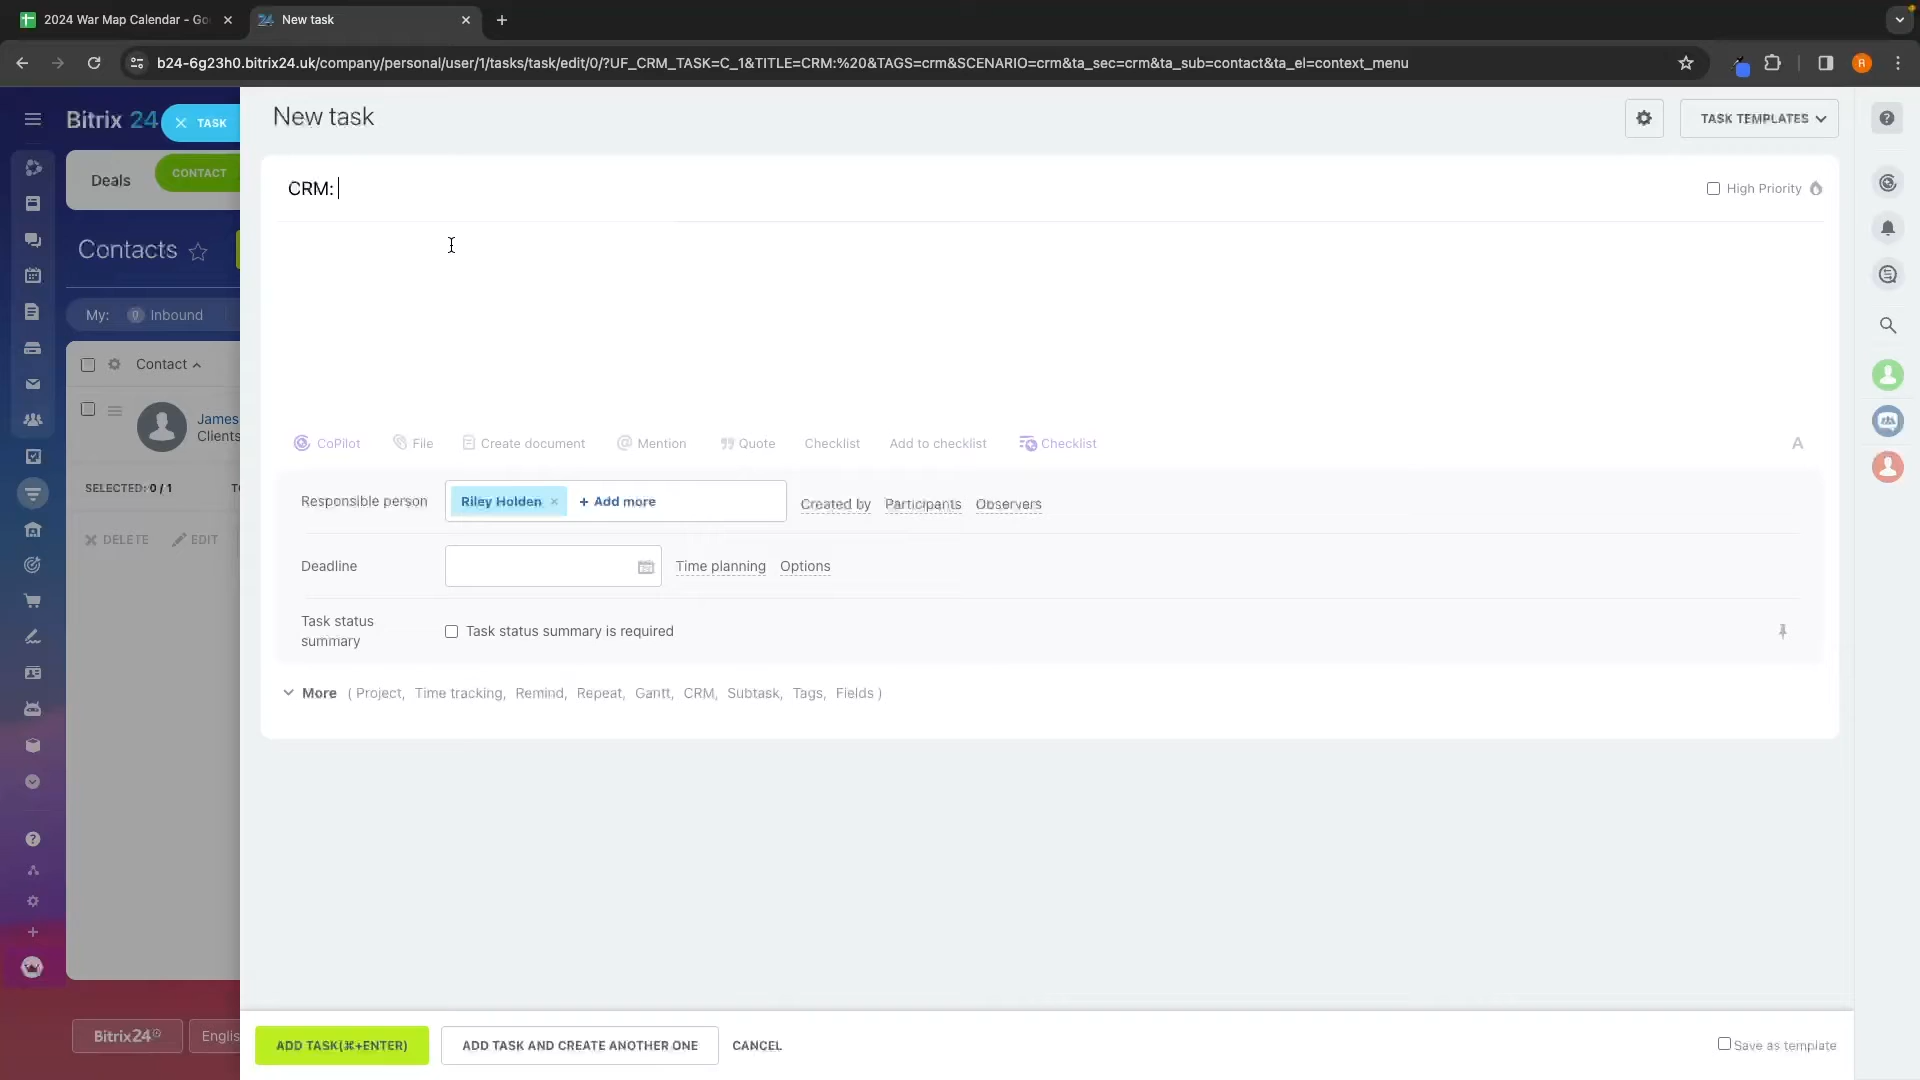 2024 War Map Calendar - Go
New task
b24-6g23h0.bitrix24.uk/company/personal/user/1/tasks/task/edit/0/?UF_CRM_TASK=C_1&TITLE=CRM:%20&TAGS=crm&SCENARIO=crm&ta_sec=crm&ta_sub=contact&ta_el=context_menu
R
Bitrix 24
TASK
New task
TASK TEMPLATES
Deals
CONTACT
CRM:
High Priority
Contacts
My: 0 Inbound
Contact
James
Clients
CoPilot File Create document Mention Quote Checklist Add to checklist Checklist A
SELECTED: 0 / 1
Responsible person Riley Holden × + Add more Created by Participants Observers
DELETE EDIT
Deadline Time planning Options
Task status summary
Task status summary is required
More ( Project, Time tracking, Remind, Repeat, Gantt, CRM, Subtask, Tags, Fields )
Bitrix24
Englis
ADD TASK(⌘+ENTER) ADD TASK AND CREATE ANOTHER ONE CANCEL
Save as template